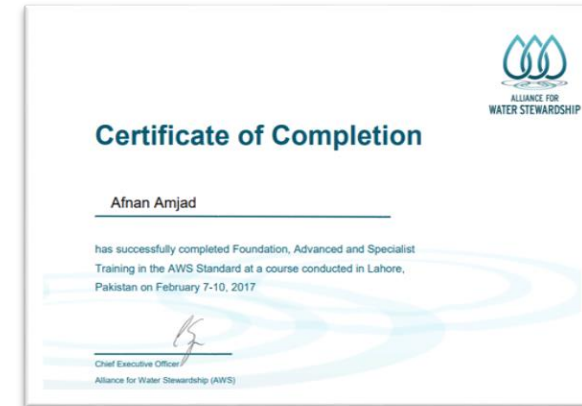 ALLIANCE FOR
WATER STEWARDSHIP
Certificate of Completion
Afnan Amjad
has successfully completed Foundation, Advanced and Specialist
Training in the AWS Standard at a course conducted in Lahore,
Pakistan on February 7-10, 2017
Chief Executive Officer
Alliance for Water Stewardship (AWS)